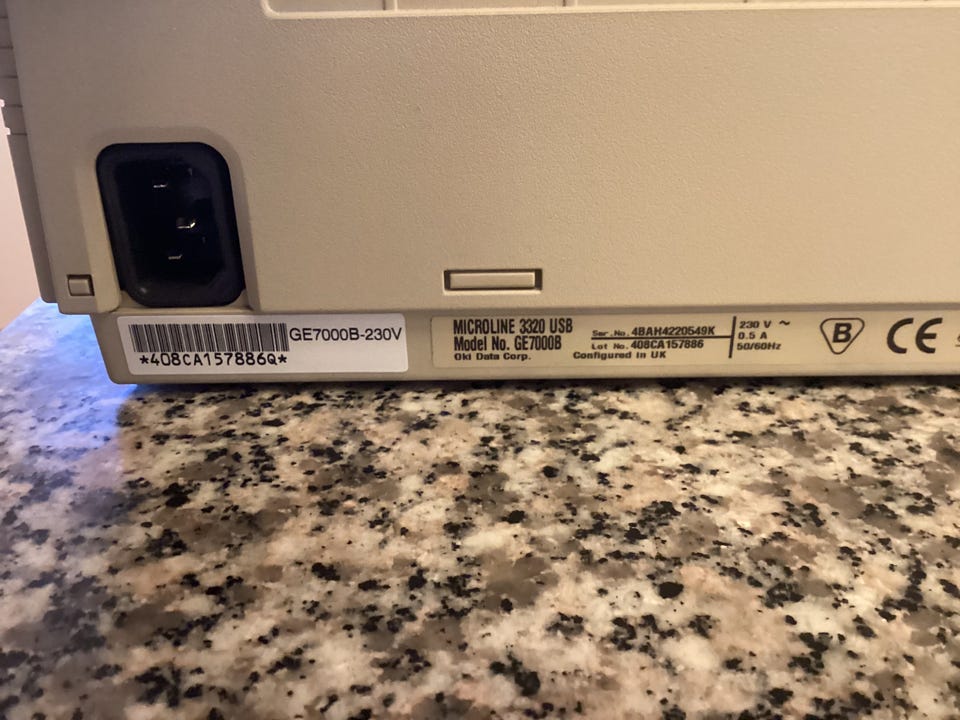 GE7000B-230V
*408CA157886Q*
MICROLINE 3320 USB
Model No. GE7000B
Oki Data Corp.
Ser.No. 4BAH4220549K
Lot No. 408CA157886
Configured in UK
230 V ~
0.5 A
50/60Hz
B
CE